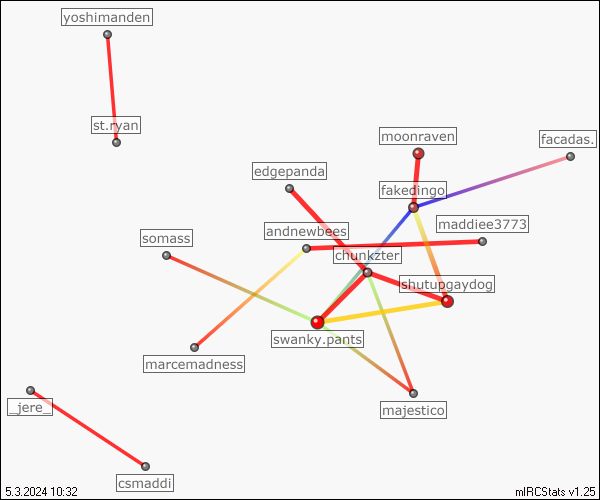 yoshimanden
st.ryan
moonraven
facadas.
edgepanda
fakedingo
maddiee3773
andnewbees
somass
chunkzter
shutupgaydog
swanky.pants
marcemadness
_jere_
majestico
csmaddi
5.3.2024 10:32
mIRCStats v1.25